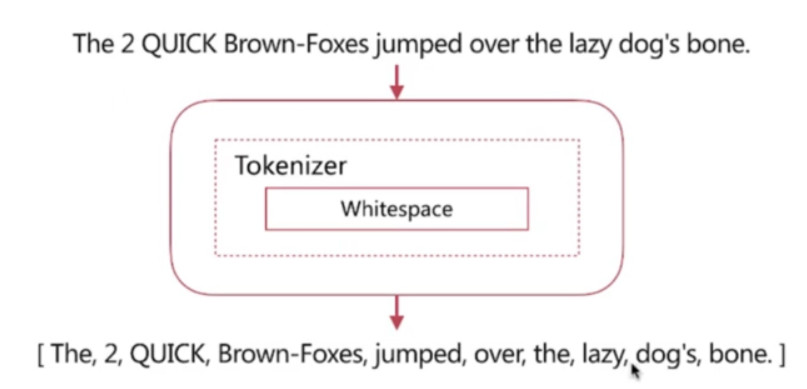 The 2 QUICK Brown-Foxes jumped over the lazy dog's bone.
Tokenizer
Whitespace
[ The, 2, QUICK, Brown-Foxes, jumped, over, the, lazy, dog's, bone. ]